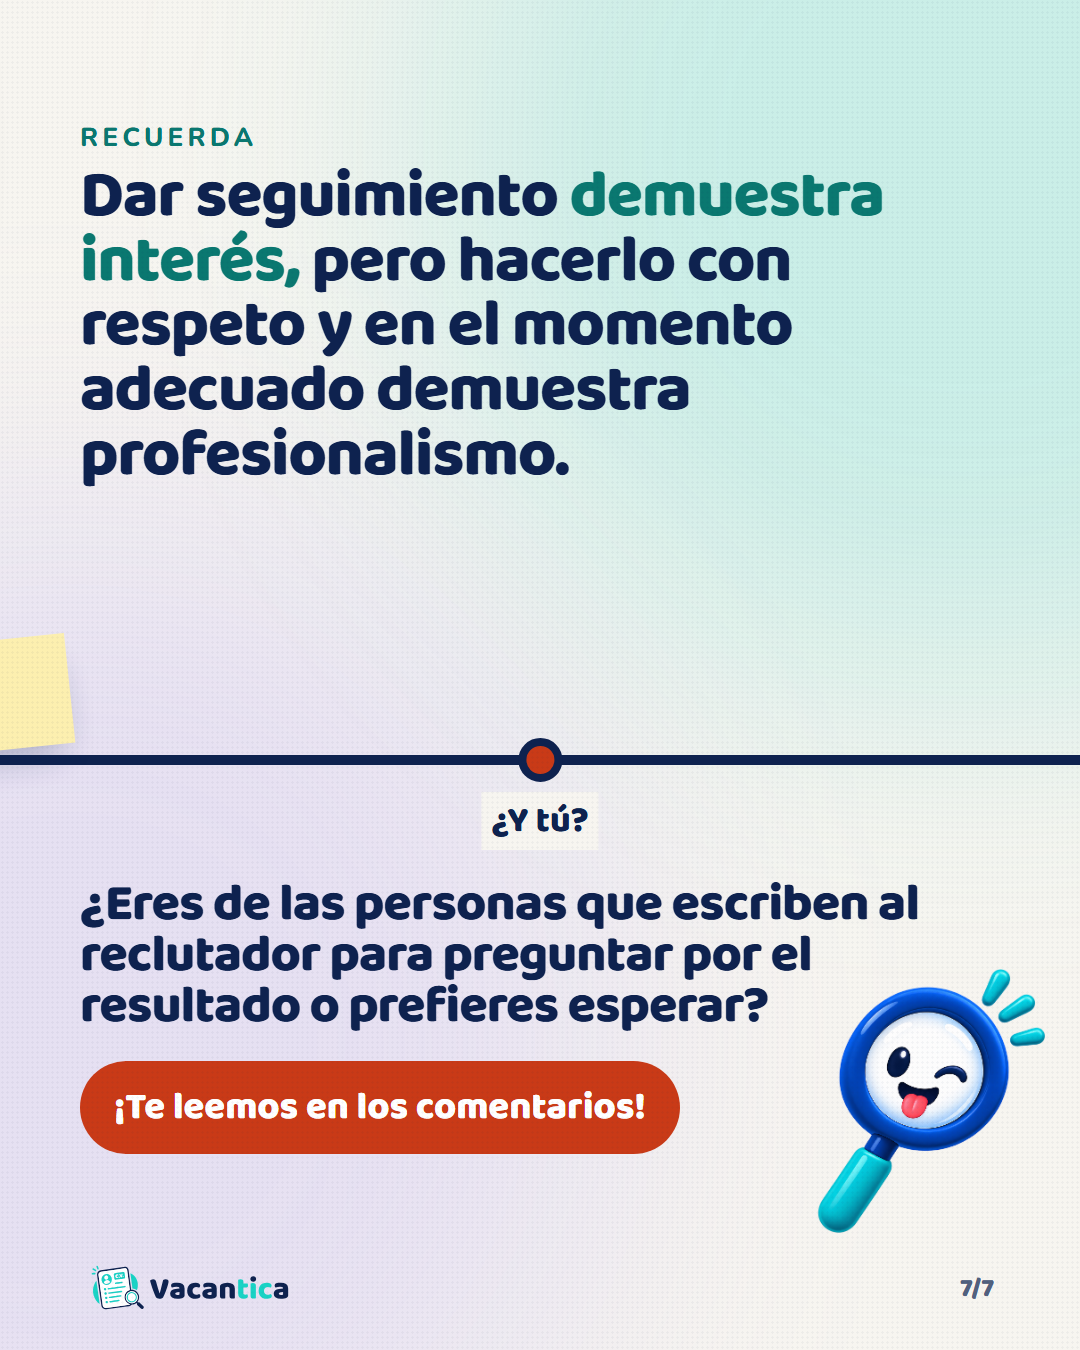 RECUERDA
Dar seguimiento demuestra
interés, pero hacerlo con
respeto y en el momento
adecuado demuestra
profesionalismo.
¿Y tú?
¿Eres de las personas que escriben al
reclutador para preguntar por el
resultado o prefieres esperar?
¡Te leemos en los comentarios!
Vacantica
7/7